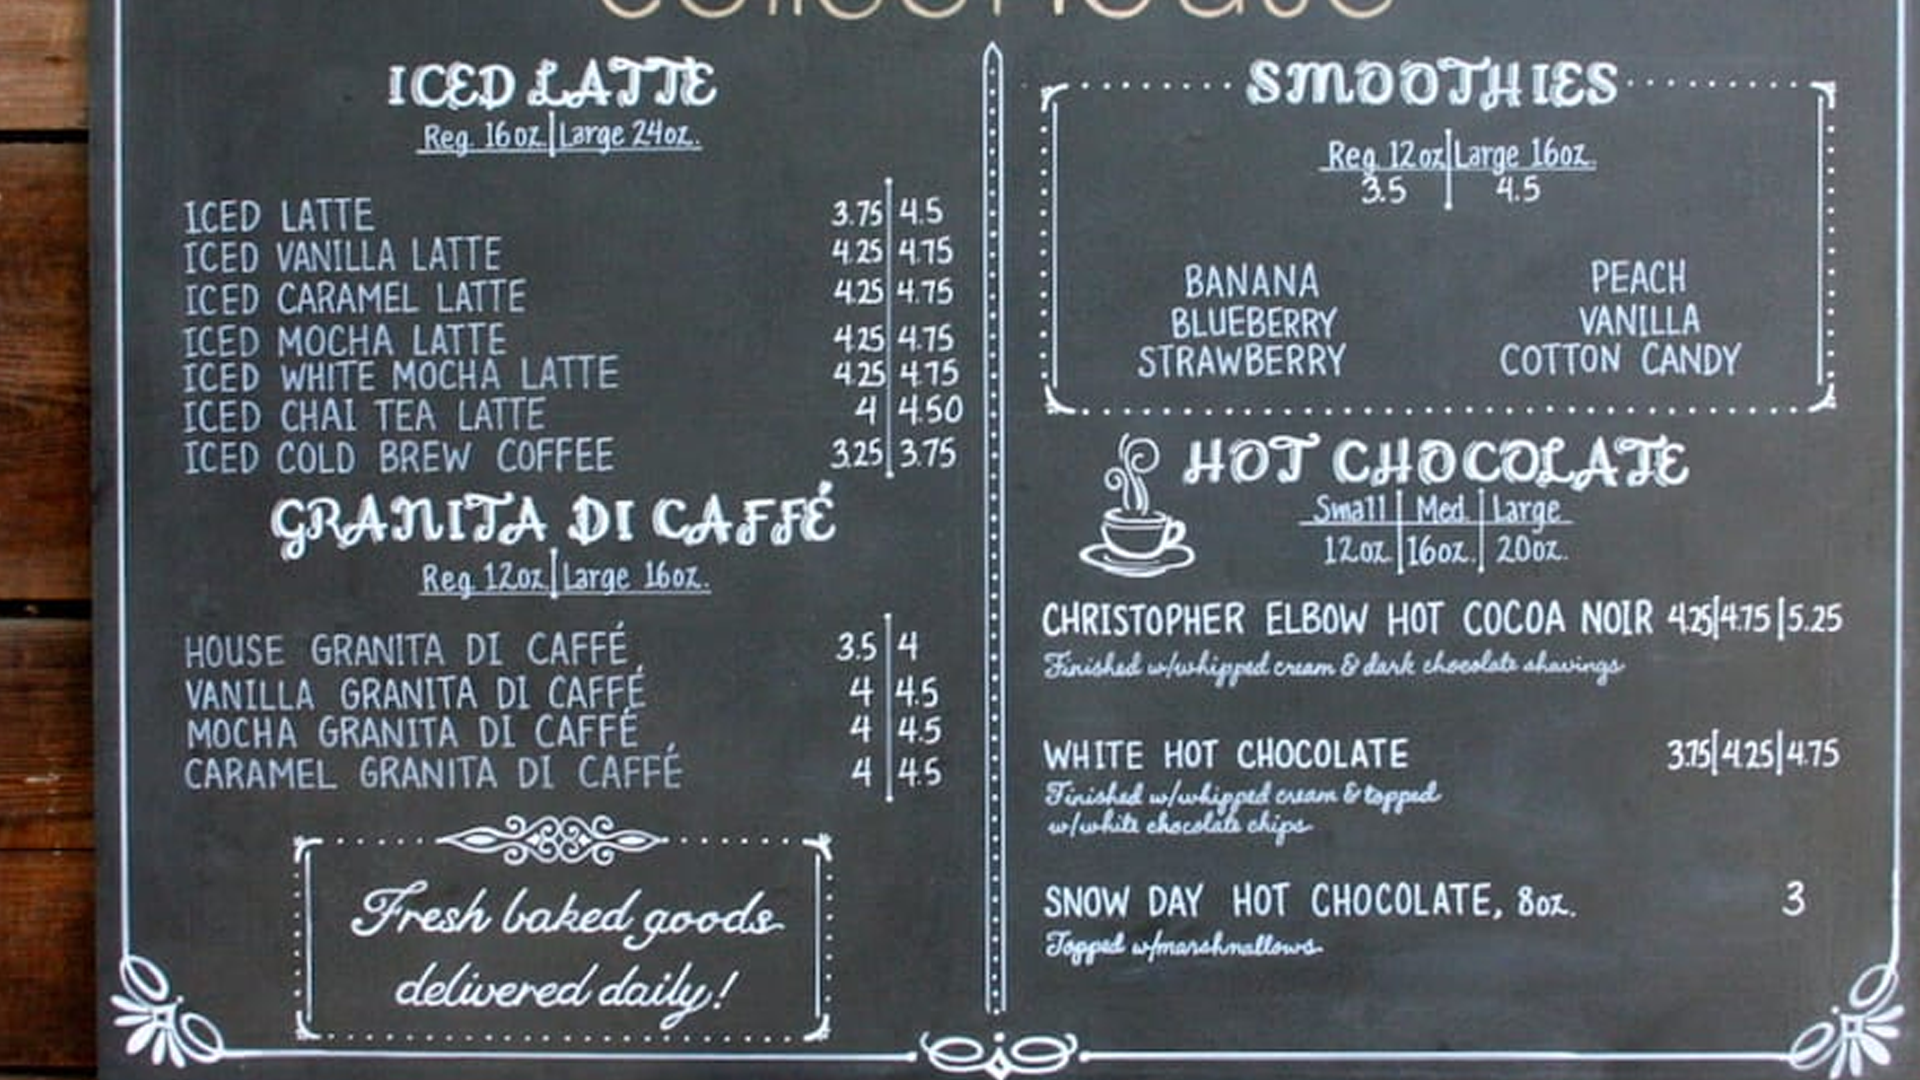 coffeehouse
ICED LATTE
Reg. 16oz. | Large 24oz.
ICED LATTE 3.75 | 4.5
ICED VANILLA LATTE 4.25 | 4.75
ICED CARAMEL LATTE 4.25 | 4.75
ICED MOCHA LATTE 4.25 | 4.75
ICED WHITE MOCHA LATTE 4.25 | 4.75
ICED CHAI TEA LATTE 4 | 4.50
ICED COLD BREW COFFEE 3.25 | 3.75
GRANITA DI CAFFÉ
Reg. 12oz. | Large 16oz.
HOUSE GRANITA DI CAFFÉ 3.5 | 4
VANILLA GRANITA DI CAFFÉ 4 | 4.5
MOCHA GRANITA DI CAFFÉ 4 | 4.5
CARAMEL GRANITA DI CAFFÉ 4 | 4.5
Fresh baked goods
delivered daily!
SMOOTHIES
Reg. 12oz. | Large 16oz.
3.5 | 4.5
BANANA PEACH
BLUEBERRY VANILLA
STRAWBERRY COTTON CANDY
HOT CHOCOLATE
Small | Med. | Large
12oz. | 16oz. | 20oz.
CHRISTOPHER ELBOW HOT COCOA NOIR 4.25 | 4.75 | 5.25
Finished w/whipped cream & dark chocolate shavings
WHITE HOT CHOCOLATE 3.75 | 4.25 | 4.75
Finished w/whipped cream & topped
w/white chocolate chips
SNOW DAY HOT CHOCOLATE, 8oz. 3
Topped w/marshmallows